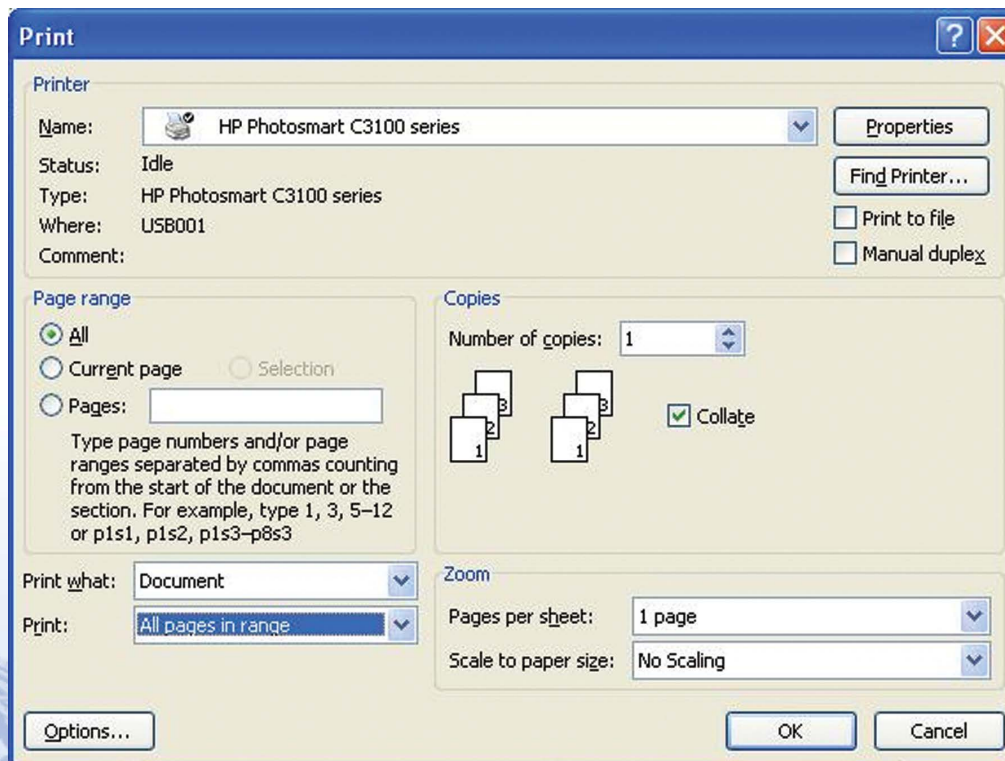 Print
?
Printer
Name: HP Photosmart C3100 series
Properties
Status: Idle
Find Printer...
Type: HP Photosmart C3100 series
Where: USB001
Print to file
Comment:
Manual duplex
Page range
All
Current page Selection
Pages:
Type page numbers and/or page
ranges separated by commas counting
from the start of the document or the
section. For example, type 1, 3, 5–12
or p1s1, p1s2, p1s3–p8s3
Copies
Number of copies: 1
3 3
2 2
1 1
Collate
Print what: Document
Print: All pages in range
Zoom
Pages per sheet: 1 page
Scale to paper size: No Scaling
Options...
OK
Cancel